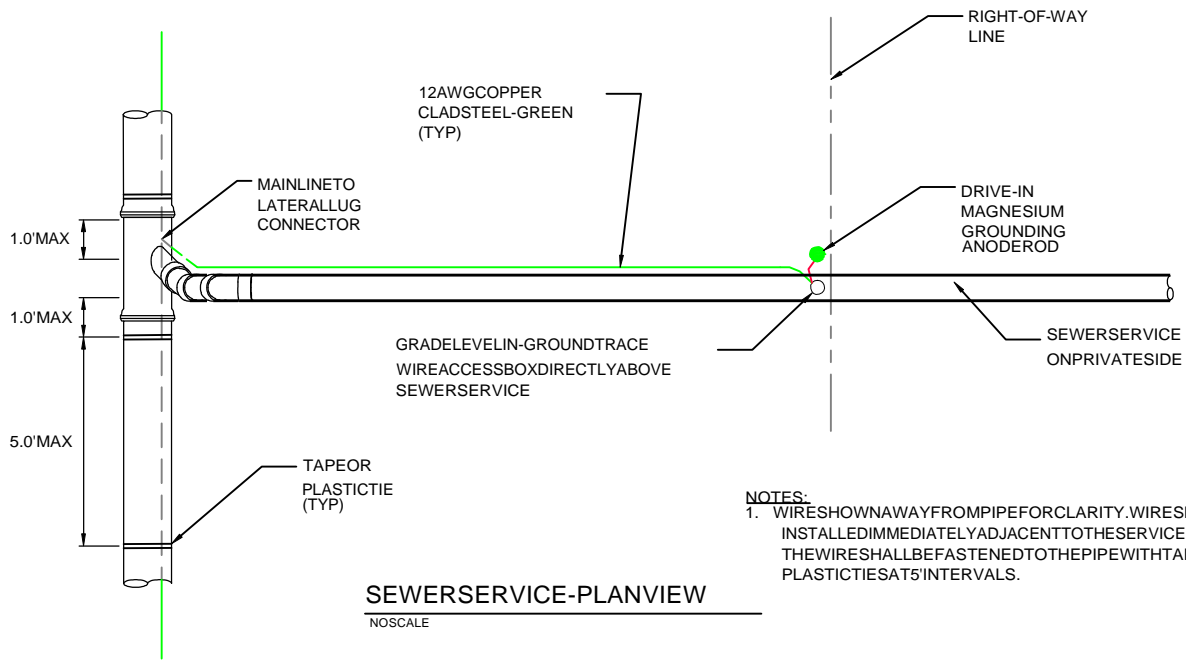 RIGHT-OF-WAY
LINE
12AWGCOPPER
CLADSTEEL-GREEN
(TYP)
MAINLINETO
LATERALLUG
CONNECTOR
DRIVE-IN
MAGNESIUM
GROUNDING
ANODEROD
1.0'MAX
1.0'MAX
GRADELEVELIN-GROUNDTRACE
WIREACCESSBOXDIRECTLYABOVE
SEWERSERVICE
SEWERSERVICE
ONPRIVATESIDE
5.0'MAX
TAPEOR
PLASTICTIE
(TYP)
NOTES:
1. WIRESHOWNAWAYFROMPIPEFORCLARITY.WIRES
INSTALLEDIMMEDIATELYADJACENTTOTHESERVICE
THEWIRESHALLBEFASTENEDTOTHEPIPEWITHTA
PLASTICTIESAT5'INTERVALS.
SEWERSERVICE-PLANVIEW
NOSCALE